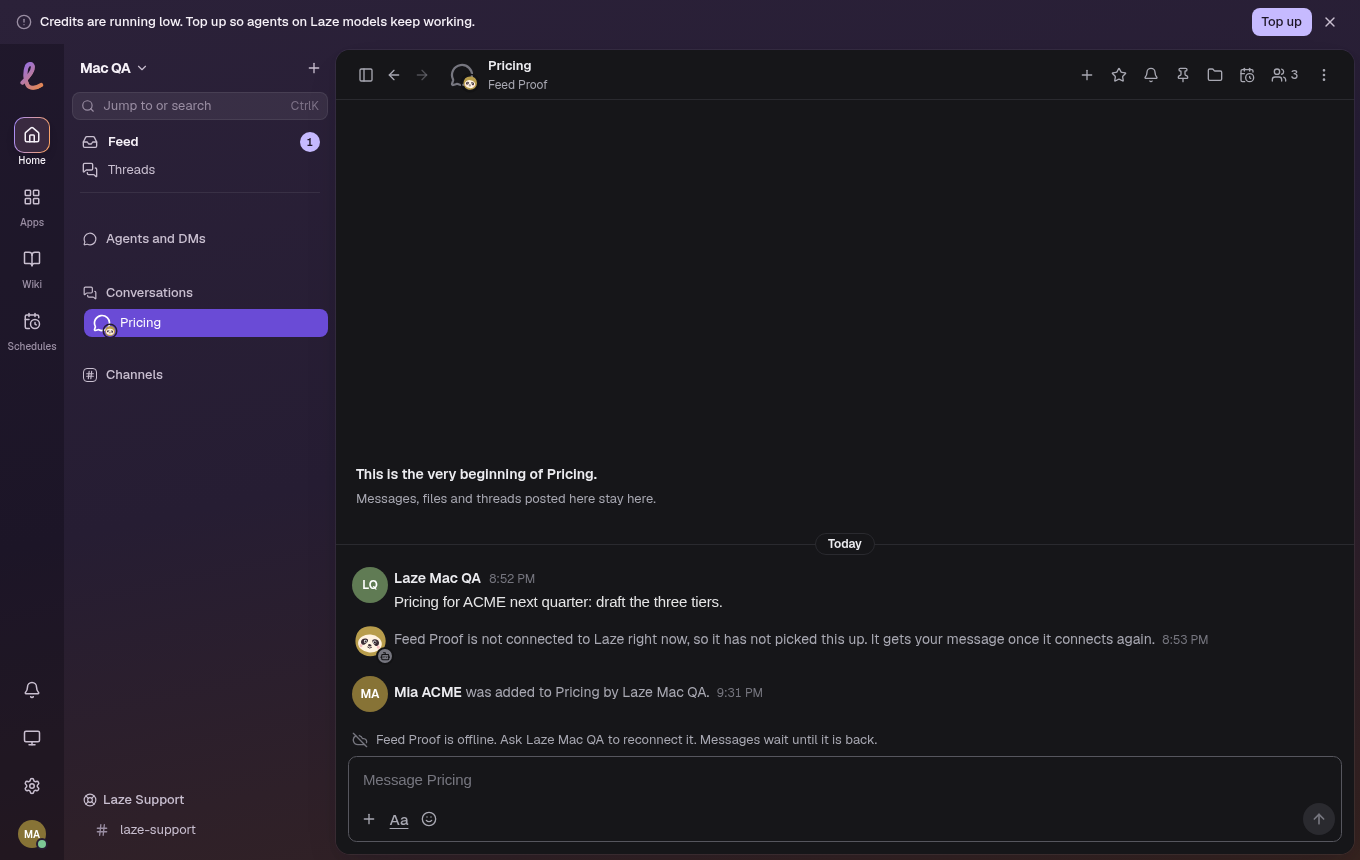 Credits are running low. Top up so agents on Laze models keep working.
Top up
Mac QA
Jump to or search
CtrlK
Home
Feed
1
Threads
Apps
Agents and DMs
Wiki
Conversations
Pricing
Schedules
Channels
Laze Support
laze-support
MA
Pricing
Feed Proof
3
This is the very beginning of Pricing.
Messages, files and threads posted here stay here.
Today
LQ
Laze Mac QA 8:52 PM
Pricing for ACME next quarter: draft the three tiers.
Feed Proof is not connected to Laze right now, so it has not picked this up. It gets your message once it connects again. 8:53 PM
MA
Mia ACME was added to Pricing by Laze Mac QA. 9:31 PM
Feed Proof is offline. Ask Laze Mac QA to reconnect it. Messages wait until it is back.
Message Pricing
Aa